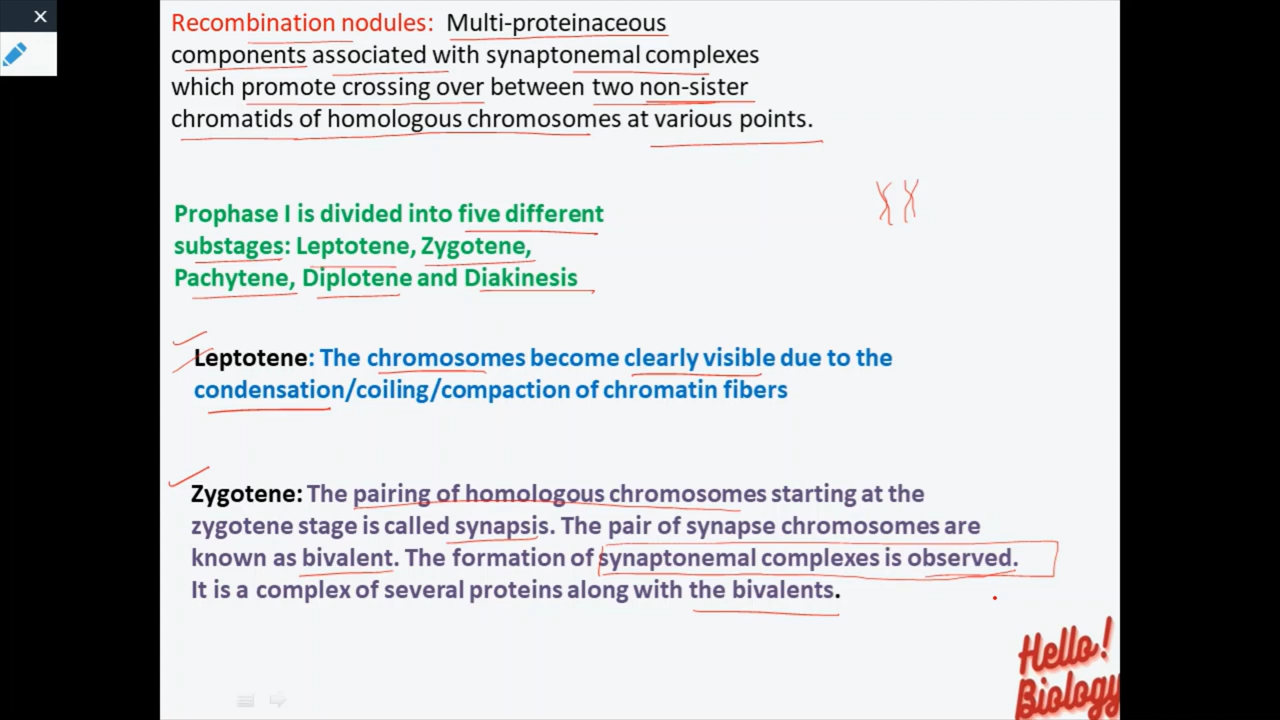 Recombination nodules: Multi-proteinaceous
components associated with synaptonemal complexes
which promote crossing over between two non-sister
chromatids of homologous chromosomes at various points.
Prophase I is divided into five different
substages: Leptotene, Zygotene,
Pachytene, Diplotene and Diakinesis
Leptotene: The chromosomes become clearly visible due to the
condensation/coiling/compaction of chromatin fibers
Zygotene: The pairing of homologous chromosomes starting at the
zygotene stage is called synapsis. The pair of synapse chromosomes are
known as bivalent. The formation of synaptonemal complexes is observed.
It is a complex of several proteins along with the bivalents.
Hello!
Biology